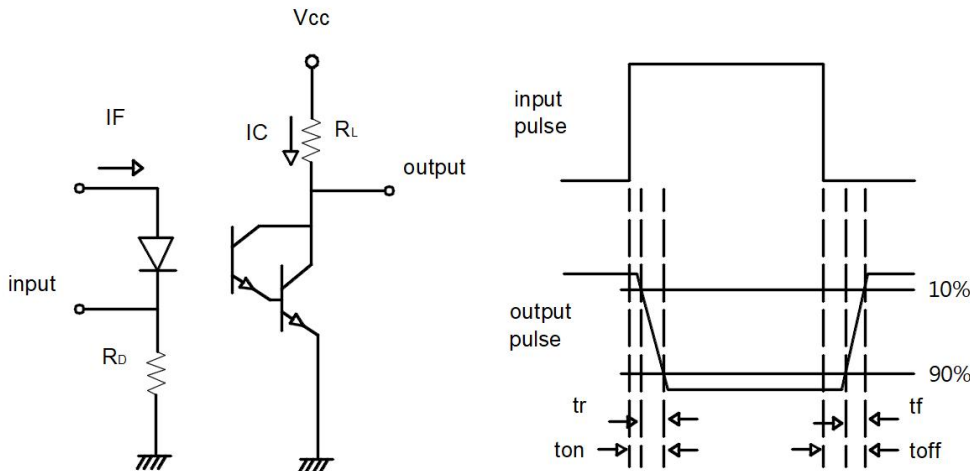 Vcc
IF
IC
RL
output
input
RD
input
pulse
output
pulse
10%
90%
tr
tf
ton
toff